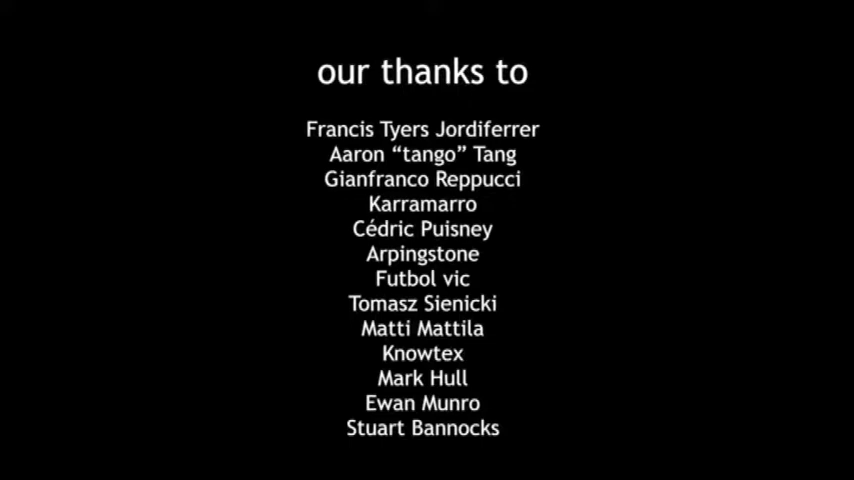 our thanks to
Francis Tyers Jordiferrer
Aaron “tango” Tang
Gianfranco Reppucci
Karramarro
Cédric Puisney
Arpingstone
Futbol vic
Tomasz Sienicki
Matti Mattila
Knowtex
Mark Hull
Ewan Munro
Stuart Bannocks